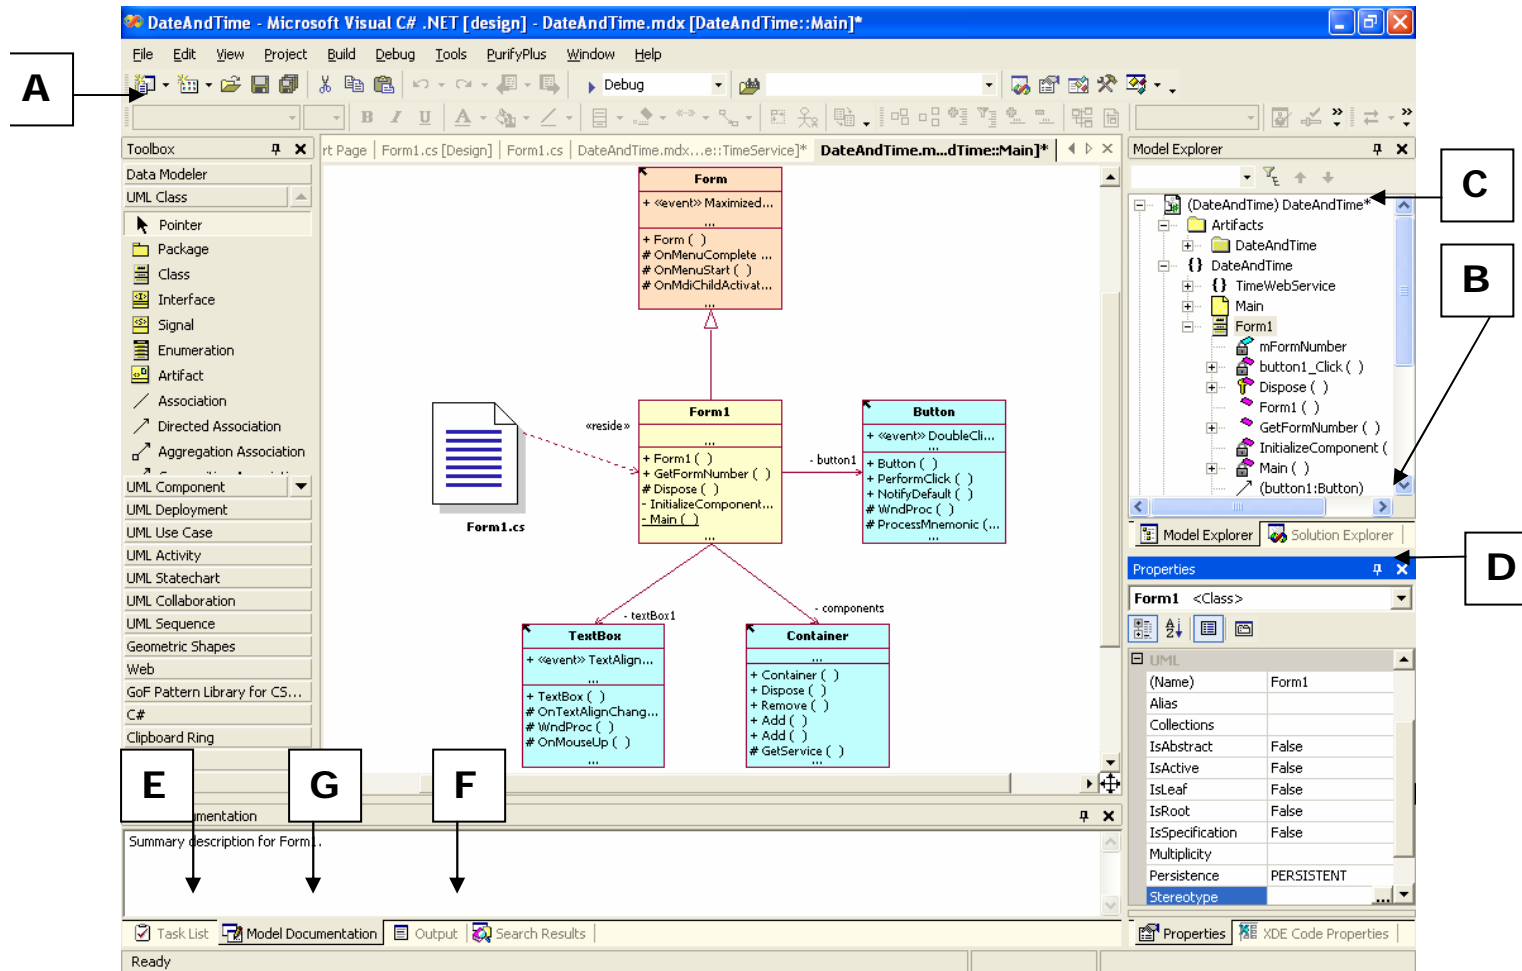 DateAndTime - Microsoft Visual C# .NET [design] - DateAndTime.mdx [DateAndTime::Main]*
File Edit View Project Build Debug Tools PurifyPlus Window Help
A
Debug
B I U A
Toolbox
rt Page Form1.cs [Design] Form1.cs DateAndTime.mdx...e::TimeService]* DateAndTime.m...dTime::Main]*
Model Explorer
Data Modeler
UML Class
Pointer
Package
Class
Interface
Signal
Enumeration
Artifact
Association
Directed Association
Aggregation Association
UML Component
UML Deployment
UML Use Case
UML Activity
UML Statechart
UML Collaboration
UML Sequence
Geometric Shapes
Web
GoF Pattern Library for CS...
C#
Clipboard Ring
Form
+ «event» Maximized...
...
+ Form ( )
# OnMenuComplete ...
# OnMenuStart ( )
# OnMdiChildActivat...
...
«reside»
Form1.cs
Form1
...
+ Form1 ( )
+ GetFormNumber ( )
# Dispose ( )
- InitializeComponent...
- Main ( )
...
- button1
Button
+ «event» DoubleCli...
...
+ Button ( )
+ PerformClick ( )
+ NotifyDefault ( )
# WndProc ( )
# ProcessMnemonic (...
...
- textBox1
- components
TextBox
+ «event» TextAlign...
...
+ TextBox ( )
# OnTextAlignChang...
# WndProc ( )
# OnMouseUp ( )
...
Container
...
+ Container ( )
+ Dispose ( )
+ Remove ( )
+ Add ( )
+ Add ( )
# GetService ( )
...
C
(DateAndTime) DateAndTime*
Artifacts
DateAndTime
{} DateAndTime
{} TimeWebService
Main
Form1
mFormNumber
button1_Click ( )
Dispose ( )
Form1 ( )
GetFormNumber ( )
InitializeComponent (
Main ( )
(button1:Button)
B
Model Explorer Solution Explorer
D
Properties
Form1 <Class>
UML
(Name) Form1
Alias
Collections
IsAbstract False
IsActive False
IsLeaf False
IsRoot False
IsSpecification False
Multiplicity
Persistence PERSISTENT
Stereotype ...
Properties XDE Code Properties
E
G
F
umentation
Summary description for Form1.
Task List Model Documentation Output Search Results
Ready